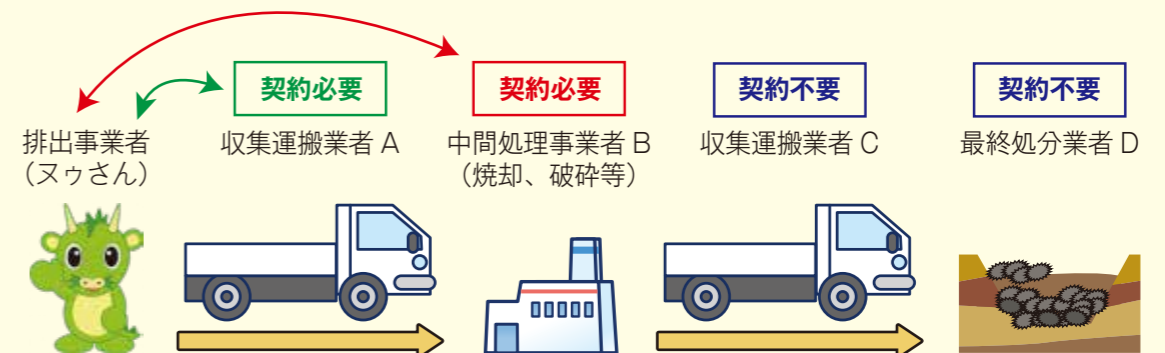 契約必要
契約必要
契約不要
契約不要
排出事業者
（ヌゥさん）
収集運搬業者 A
中間処理事業者 B
（焼却、破砕等）
収集運搬業者 C
最終処分業者 D